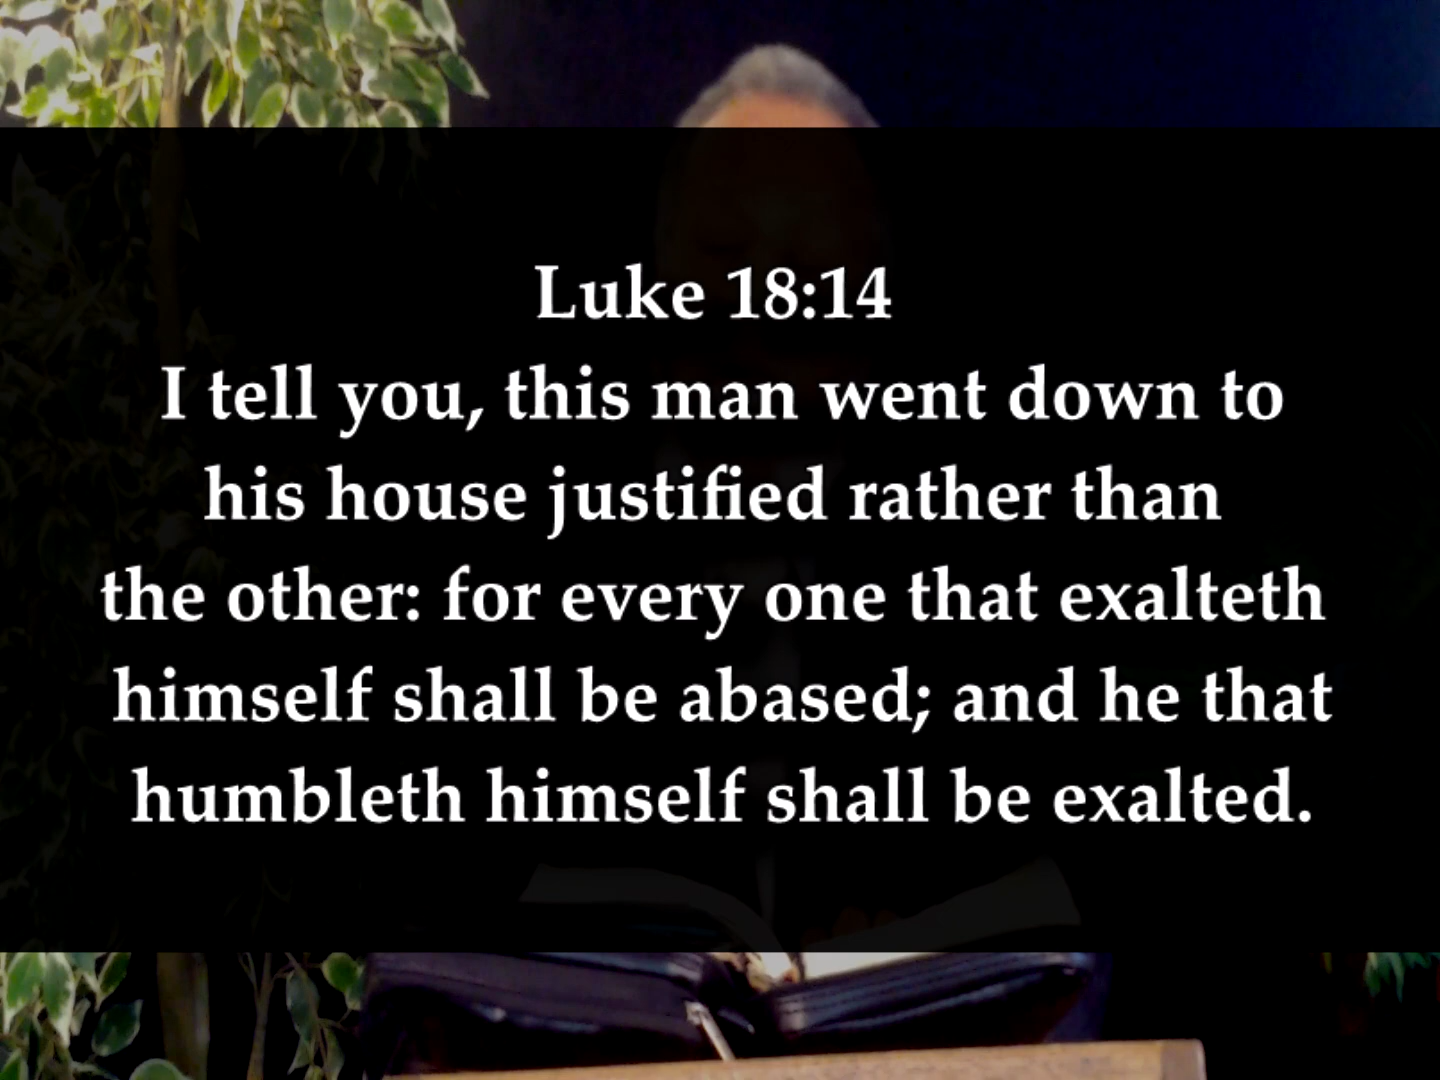 Luke 18:14
I tell you, this man went down to
his house justified rather than
the other: for every one that exalteth
himself shall be abased; and he that
humbleth himself shall be exalted.